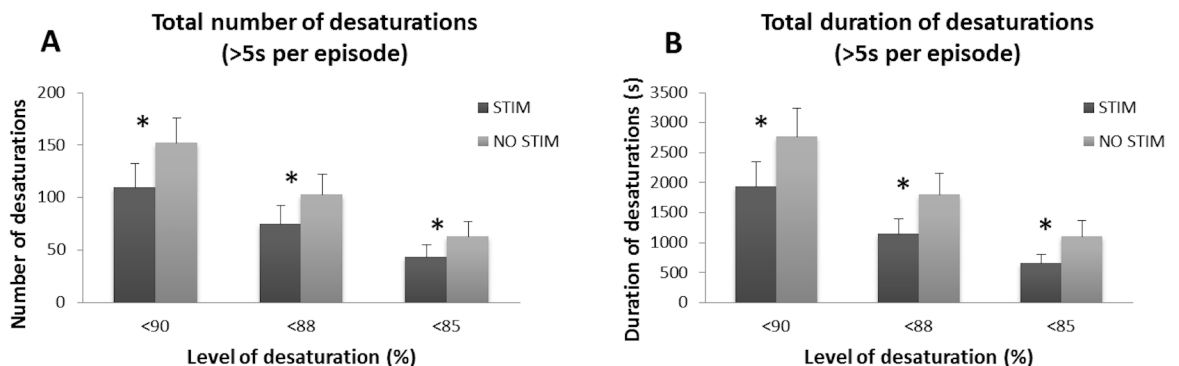 A
Total number of desaturations
(>5s per episode)
Number of desaturations
200
150
100
50
0
*
*
*
STIM
NO STIM
<90
<88
<85
Level of desaturation (%)
B
Total duration of desaturations
(>5s per episode)
Duration of desaturations (s)
3500
3000
2500
2000
1500
1000
500
0
*
*
*
STIM
NO STIM
<90
<88
<85
Level of desaturation (%)